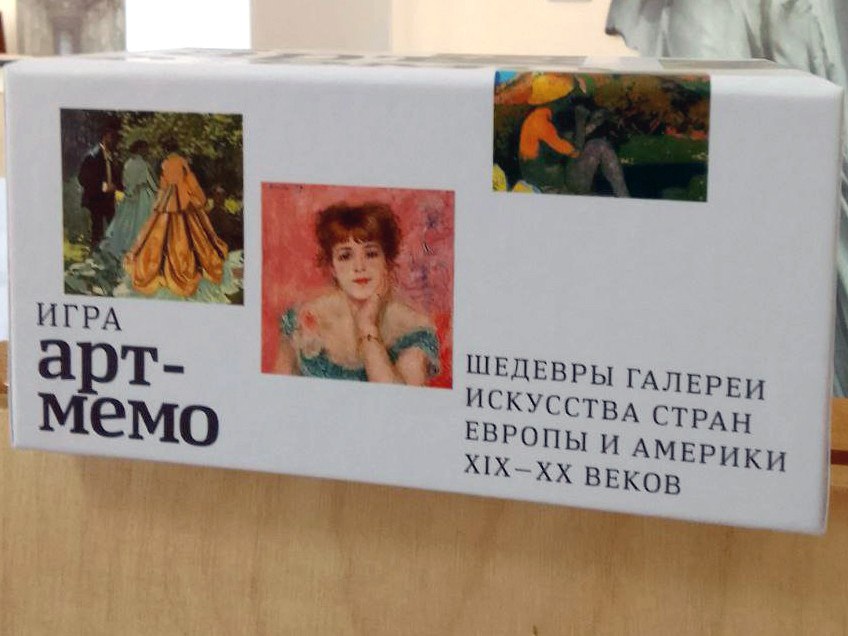 ИГРА
арт-
мемо
ШЕДЕВРЫ ГАЛЕРЕИ
ИСКУССТВА СТРАН
ЕВРОПЫ И АМЕРИКИ
XIX–XX ВЕКОВ